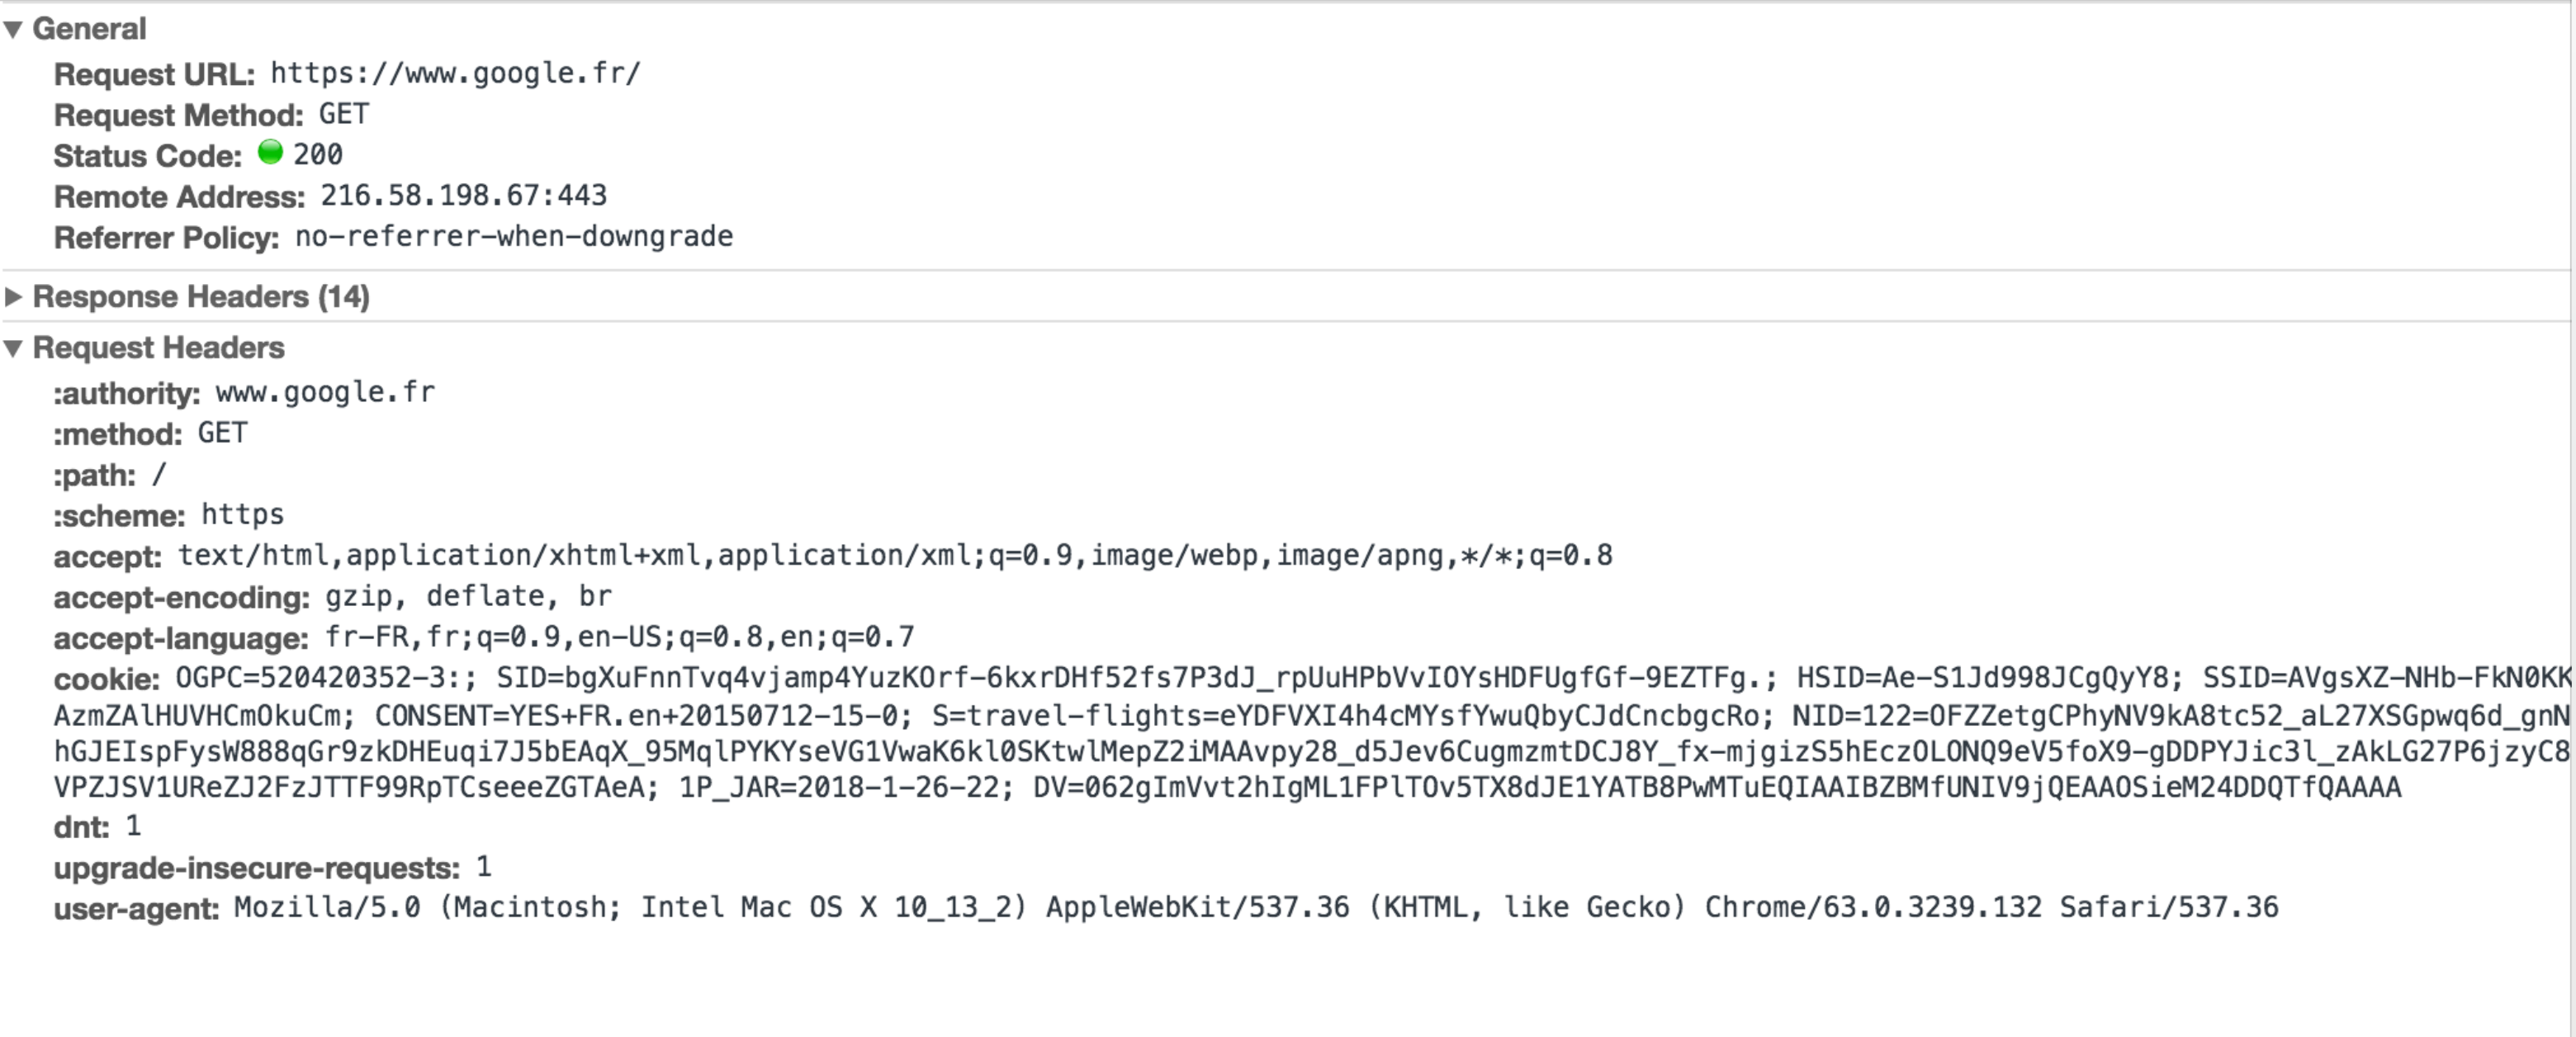 General
Request URL: https://www.google.fr/
Request Method: GET
Status Code: 200
Remote Address: 216.58.198.67:443
Referrer Policy: no-referrer-when-downgrade
Response Headers (14)
Request Headers
:authority: www.google.fr
:method: GET
:path: /
:scheme: https
accept: text/html,application/xhtml+xml,application/xml;q=0.9,image/webp,image/apng,*/*;q=0.8
accept-encoding: gzip, deflate, br
accept-language: fr-FR,fr;q=0.9,en-US;q=0.8,en;q=0.7
cookie: OGPC=520420352-3:; SID=bgXuFnnTvq4vjamp4YuzKOrf-6kxrDHf52fs7P3dJ_rpUuHPbVvIOYsHDFUgfGf-9EZTFg.; HSID=Ae-S1Jd998JCgQyY8; SSID=AVgsXZ-NHb-FkN0KK
AzmZAlHUVHCmOkuCm; CONSENT=YES+FR.en+20150712-15-0; S=travel-flights=eYDFVXI4h4cMYsfYwuQbyCJdCncbgcRo; NID=122=OFZZetgCPhyNV9kA8tc52_aL27XSGpwq6d_gnN
hGJEIspFysW888qGr9zkDHEuqi7J5bEAqX_95MqlPYKYseVG1VwaK6kl0SKtwlMepZ2iMAAvpy28_d5Jev6CugmzmtDCJ8Y_fx-mjgizS5hEczOLONQ9eV5foX9-gDDPYJic3l_zAkLG27P6jzyC8
VPZJSV1UReZJ2FzJTTF99RpTCseeeZGTAeA; 1P_JAR=2018-1-26-22; DV=062gImVvt2hIgML1FPlTOv5TX8dJE1YATB8PwMTuEQIAAIBZBMfUNIV9jQEAAOSieM24DDQTfQAAAA
dnt: 1
upgrade-insecure-requests: 1
user-agent: Mozilla/5.0 (Macintosh; Intel Mac OS X 10_13_2) AppleWebKit/537.36 (KHTML, like Gecko) Chrome/63.0.3239.132 Safari/537.36